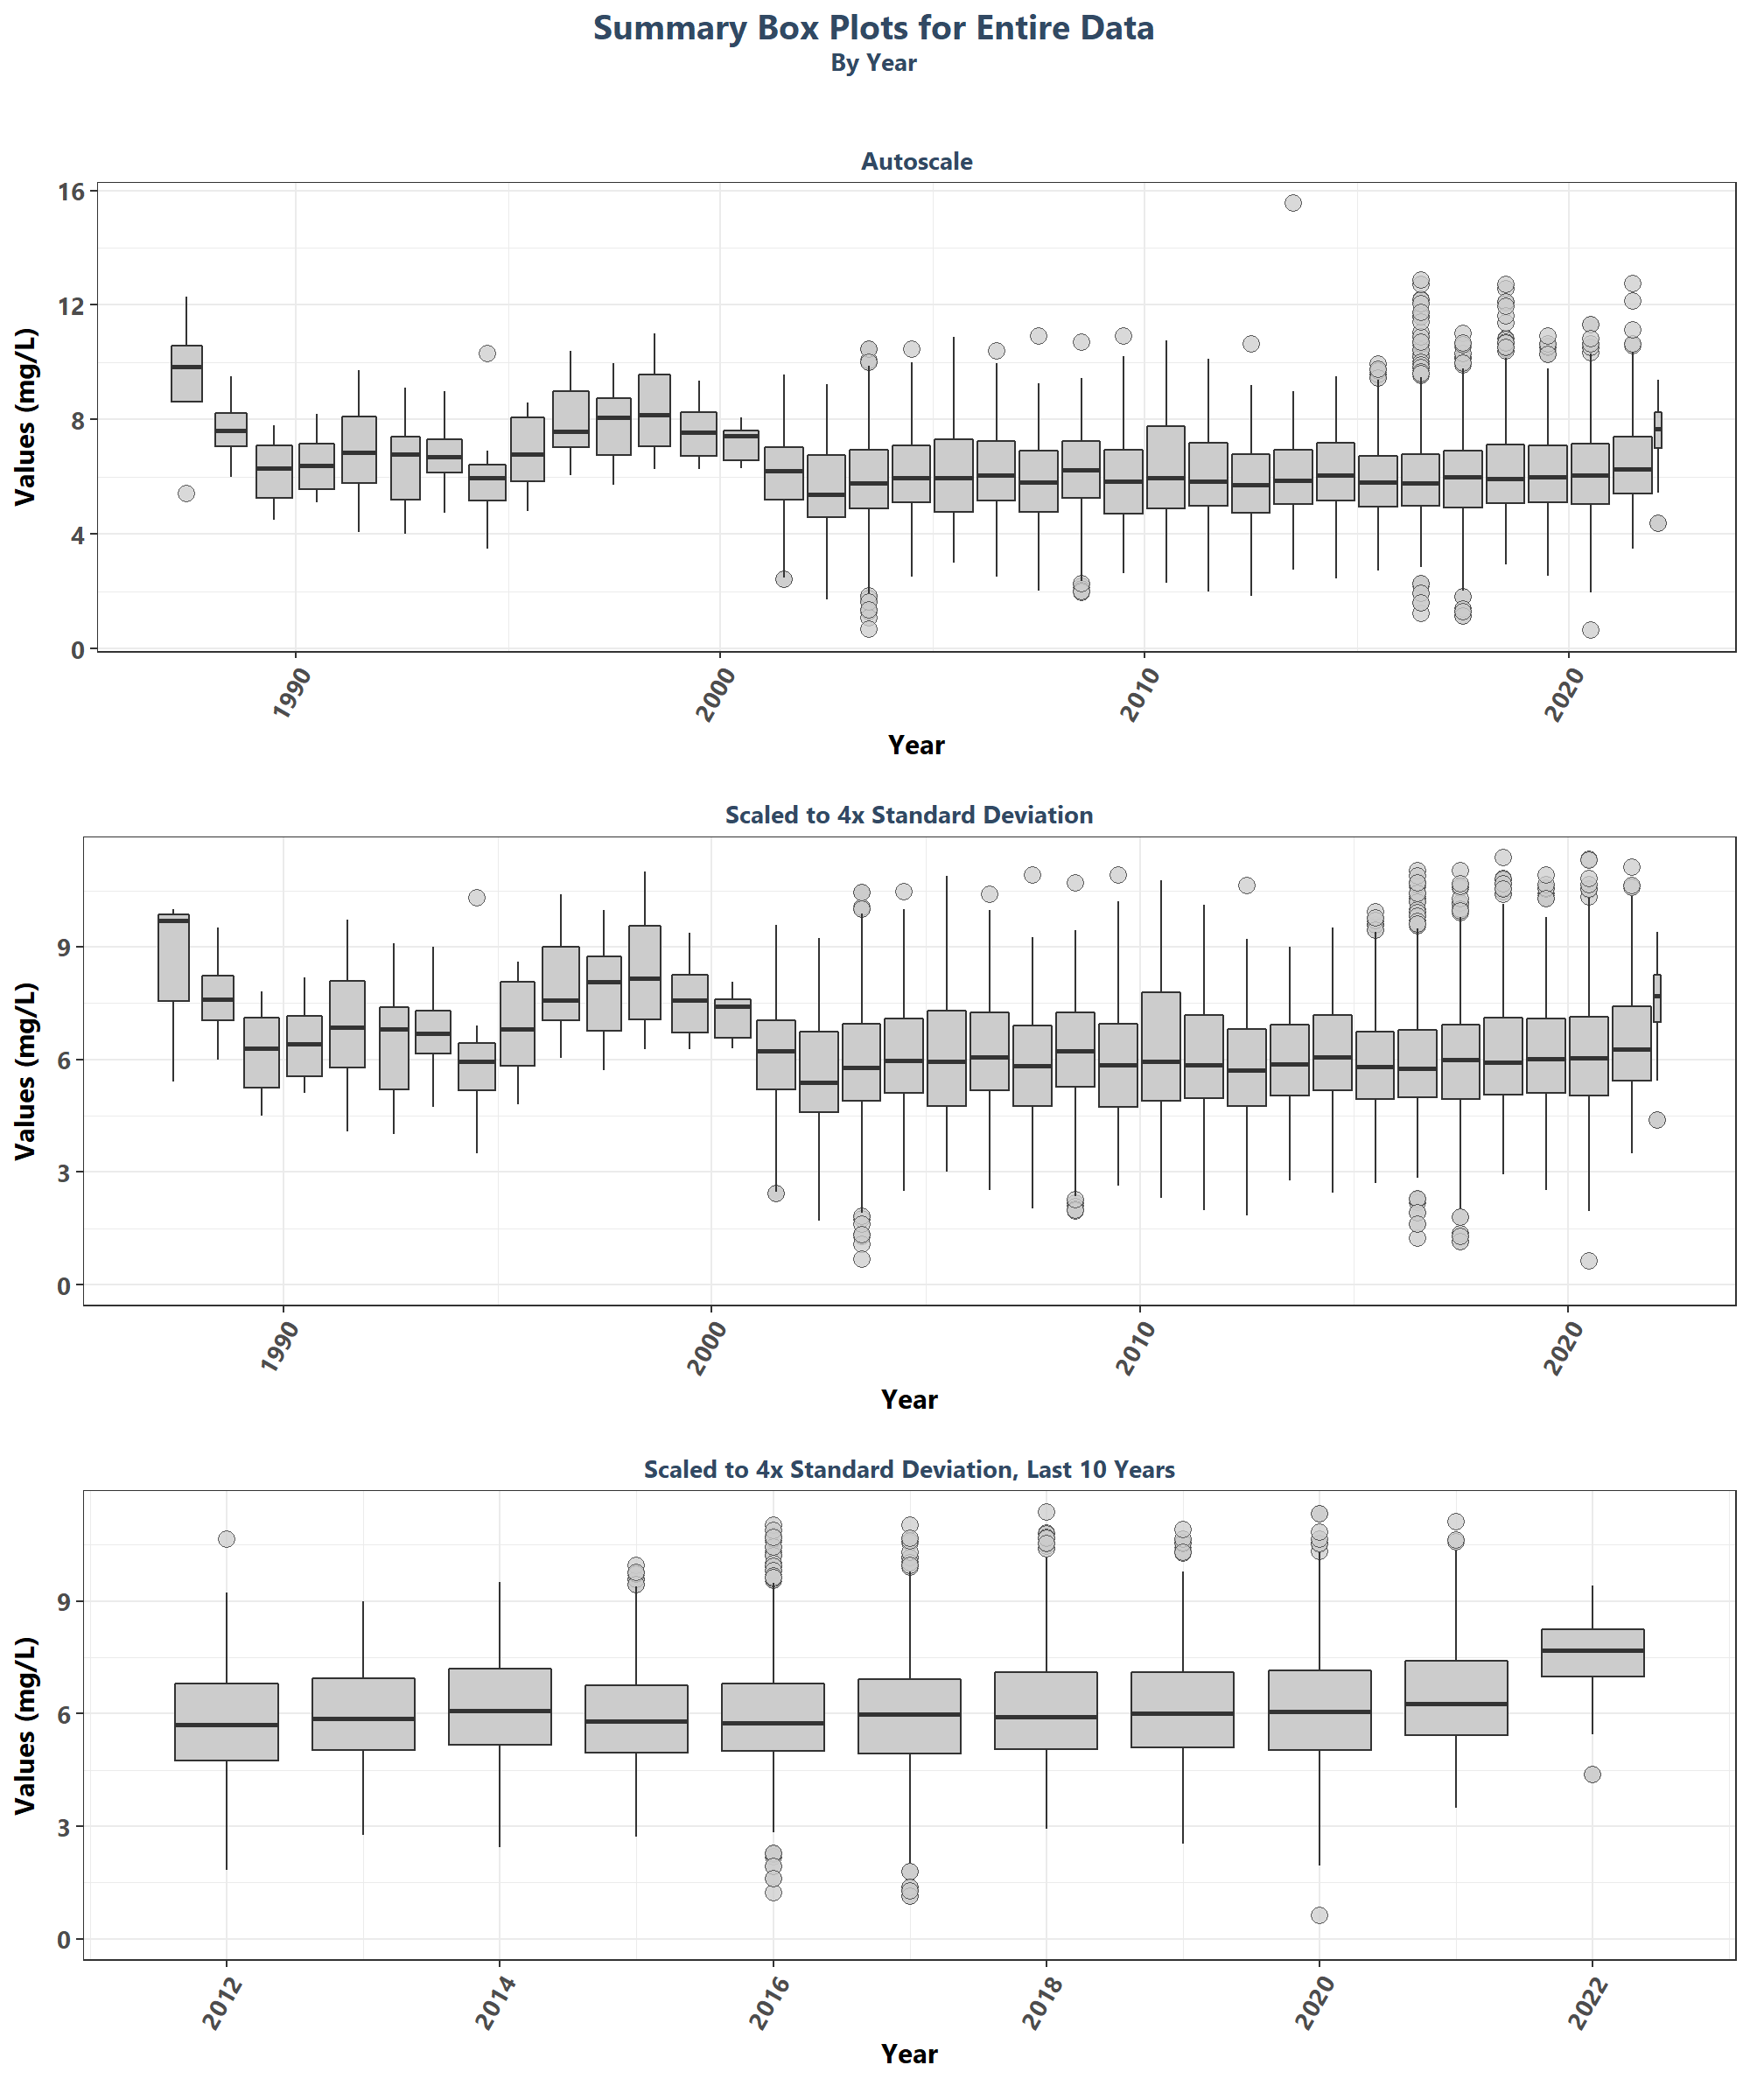 Summary Box Plots for Entire Data
By Year
Autoscale
16
12
8
4
0
Values (mg/L)
1990
2000
2010
2020
Year
Scaled to 4x Standard Deviation
9
6
3
0
Values (mg/L)
1990
2000
2010
2020
Year
Scaled to 4x Standard Deviation, Last 10 Years
9
6
3
0
Values (mg/L)
2012
2014
2016
2018
2020
2022
Year